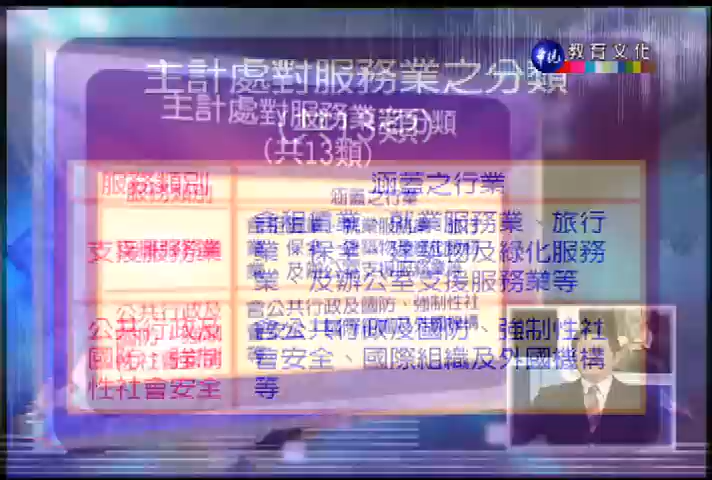 華視 教育文化
主計處對服務業之分類
(共13類)
服務類別
涵蓋之行業
支援服務業
含租賃業、就業服務業、旅行
業、保全、建築物及綠化服務
業、及辦公室支援服務業等
公共行政及
國防、強制
性社會安全
含公共行政及國防、強制性社
會安全、國際組織及外國機構
等